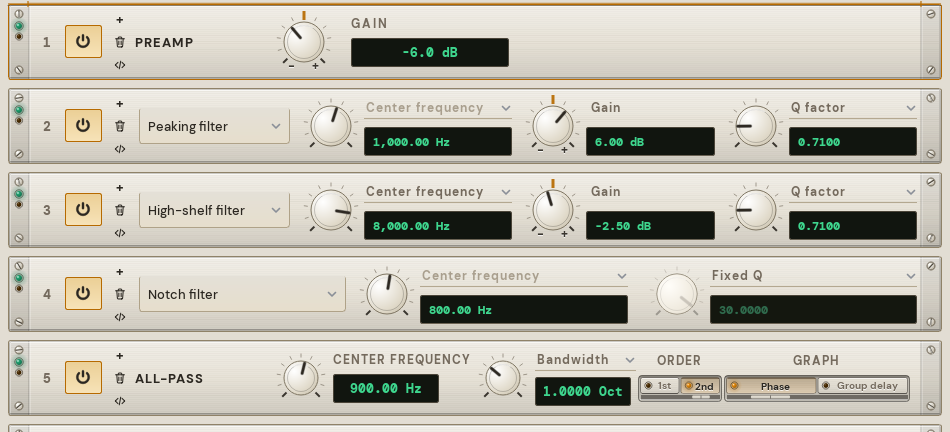 GAIN
1 PREAMP -6.0 dB
- +
Center frequency Gain Q factor
2 Peaking filter 1,000.00 Hz 6.00 dB 0.7100
- +
Center frequency Gain Q factor
3 High-shelf filter 8,000.00 Hz -2.50 dB 0.7100
- +
Center frequency Fixed Q
4 Notch filter 800.00 Hz 30.0000
CENTER FREQUENCY Bandwidth ORDER GRAPH
5 ALL-PASS 900.00 Hz 1.0000 Oct 1st 2nd Phase Group delay